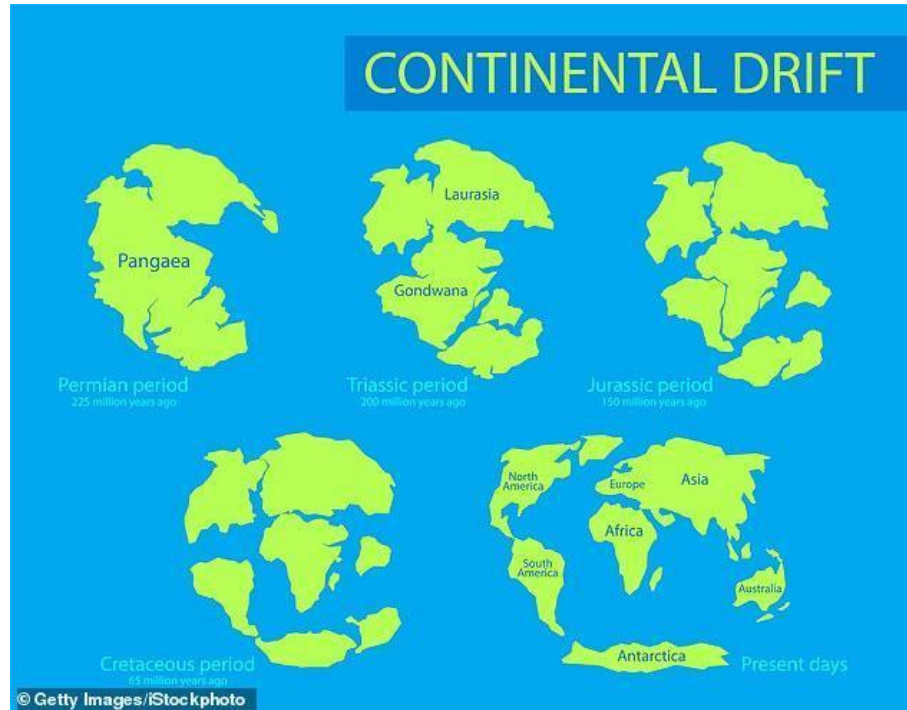 CONTINENTAL DRIFT
Pangaea
Permian period
225 million years ago
Laurasia
Gondwana
Triassic period
200 million years ago
Jurassic period
150 million years ago
Cretaceous period
65 million years ago
North
America
Europe
Asia
Africa
South
America
Australia
Antarctica
Present days
© Getty Images/iStockphoto